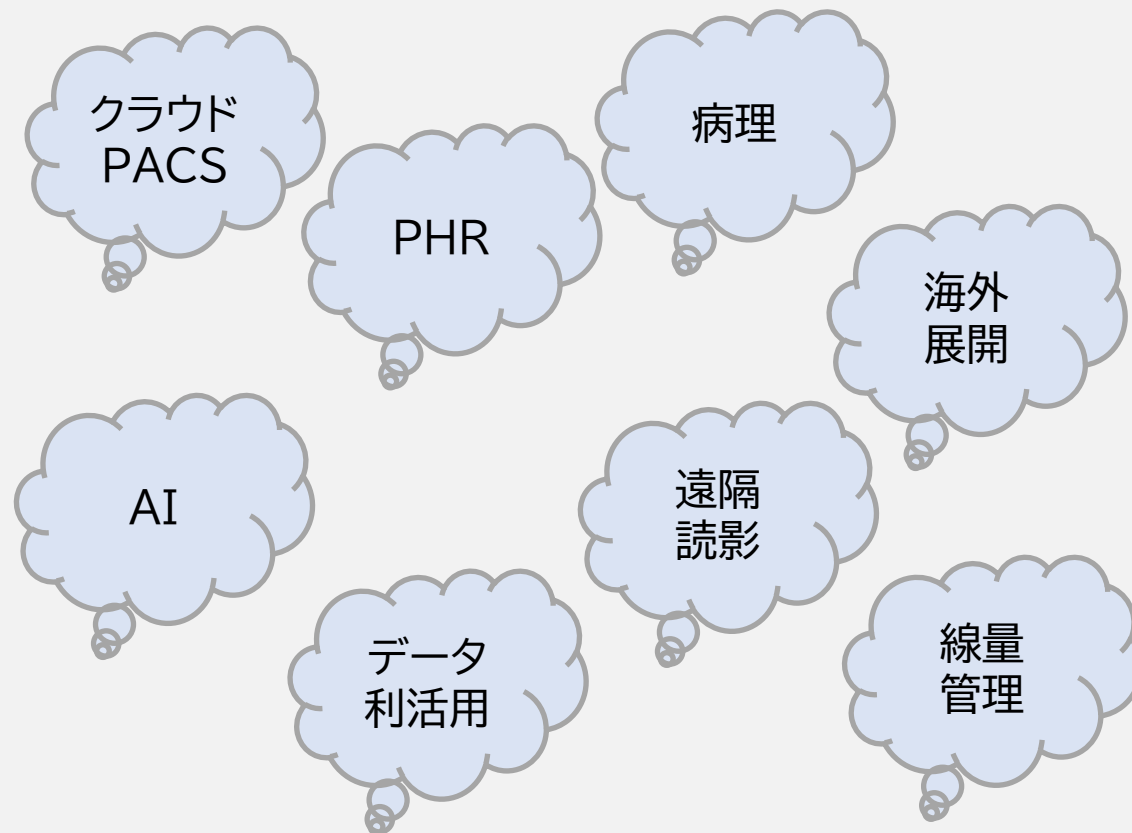 クラウド
PACS
PHR
病理
海外
展開
AI
データ
利活用
遠隔
読影
線量
管理